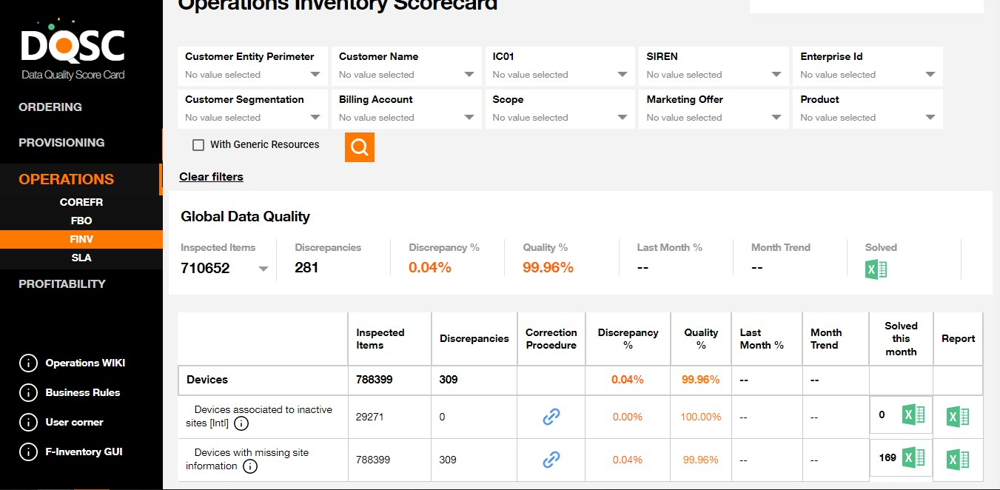 Operations Inventory Scorecard
DQSC
Data Quality Score Card
ORDERING
PROVISIONING
OPERATIONS
COREFR
FBO
FINV
SLA
PROFITABILITY
Operations WIKI
Business Rules
User corner
F-Inventory GUI
Customer Entity Perimeter
No value selected
Customer Name
No value selected
IC01
No value selected
SIREN
No value selected
Enterprise Id
No value selected
Customer Segmentation
No value selected
Billing Account
No value selected
Scope
No value selected
Marketing Offer
No value selected
Product
No value selected
With Generic Resources
Clear filters
Global Data Quality
Inspected Items
710652
Discrepancies
281
Discrepancy %
0.04%
Quality %
99.96%
Last Month %
--
Month Trend
--
Solved
Inspected
Items
Discrepancies
Correction
Procedure
Discrepancy
%
Quality
%
Last
Month %
Month
Trend
Solved
this
month
Report
Devices 788399 309 0.04% 99.96% -- --
Devices associated to inactive
sites [Intl] 29271 0 0.00% 100.00% -- -- 0
Devices with missing site
information 788399 309 0.04% 99.96% -- -- 169